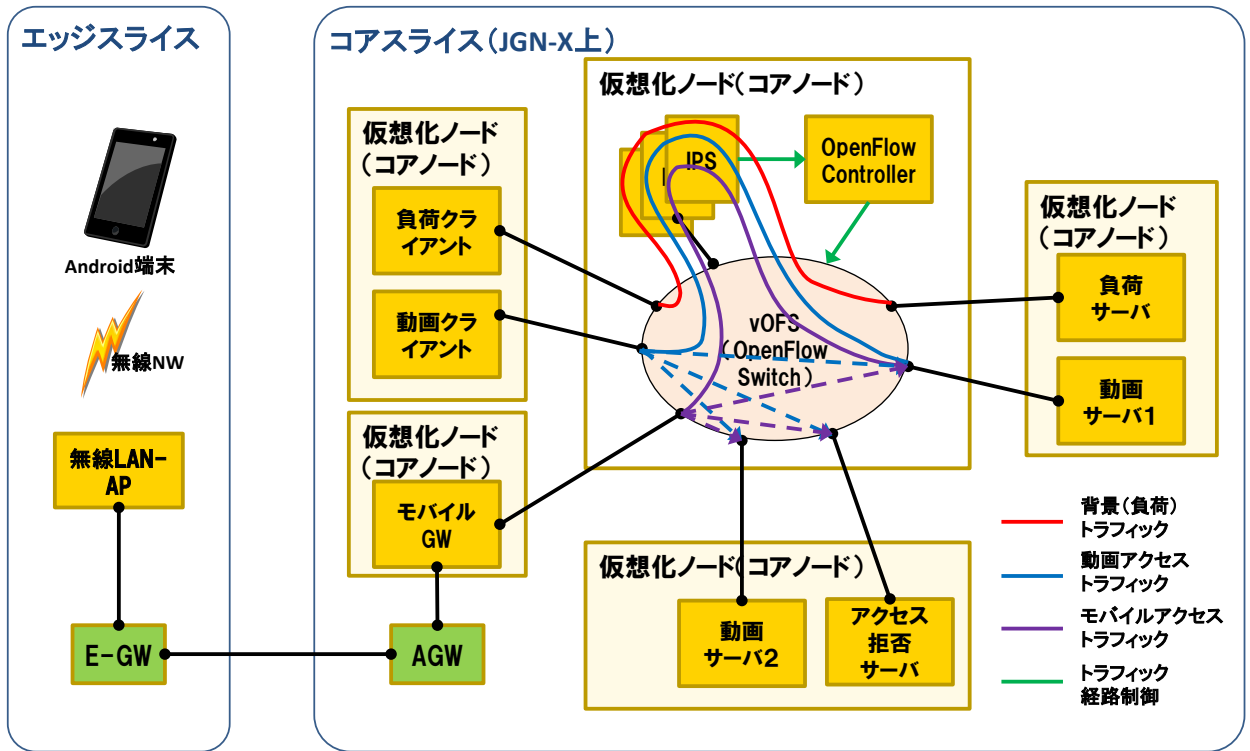 エッジスライス
Android端末
無線NW
無線LAN-
AP
E-GW
コアスライス(JGN-X上)
仮想化ノード
(コアノード)
負荷クラ
イアント
動画クラ
イアント
仮想化ノード
(コアノード)
モバイル
GW
AGW
仮想化ノード(コアノード)
IPS
I
OpenFlow
Controller
vOFS
(OpenFlow
Switch)
仮想化ノード
(コアノード)
負荷
サーバ
動画
サーバ1
仮想化ノード(コアノード)
動画
サーバ2
アクセス
拒否
サーバ
背景(負荷)
トラフィック
動画アクセス
トラフィック
モバイルアクセス
トラフィック
トラフィック
経路制御